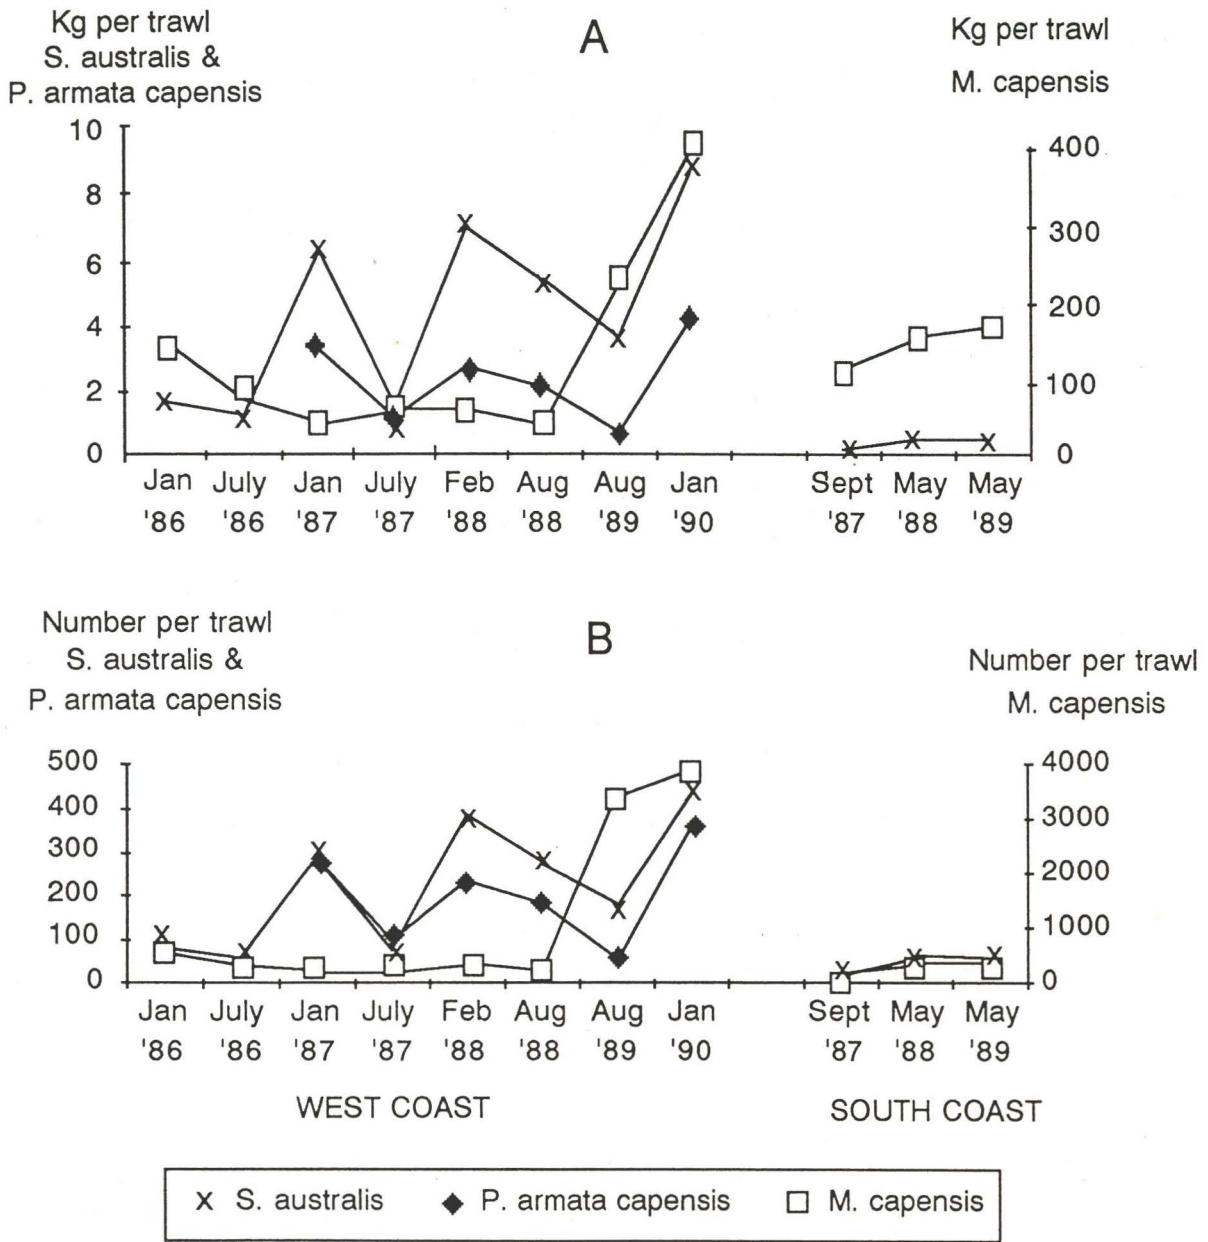 Kg per trawl
S. australis &
P. armata capensis
A
Kg per trawl
M. capensis
10
8
6
4
2
0
400
300
200
100
0
Jan July Jan July Feb Aug Aug Jan Sept May May
'86 '86 '87 '87 '88 '88 '89 '90 '87 '88 '89
Number per trawl
S. australis &
P. armata capensis
B
Number per trawl
M. capensis
500
400
300
200
100
0
4000
3000
2000
1000
0
Jan July Jan July Feb Aug Aug Jan Sept May May
'86 '86 '87 '87 '88 '88 '89 '90 '87 '88 '89
WEST COAST SOUTH COAST
S. australis P. armata capensis M. capensis